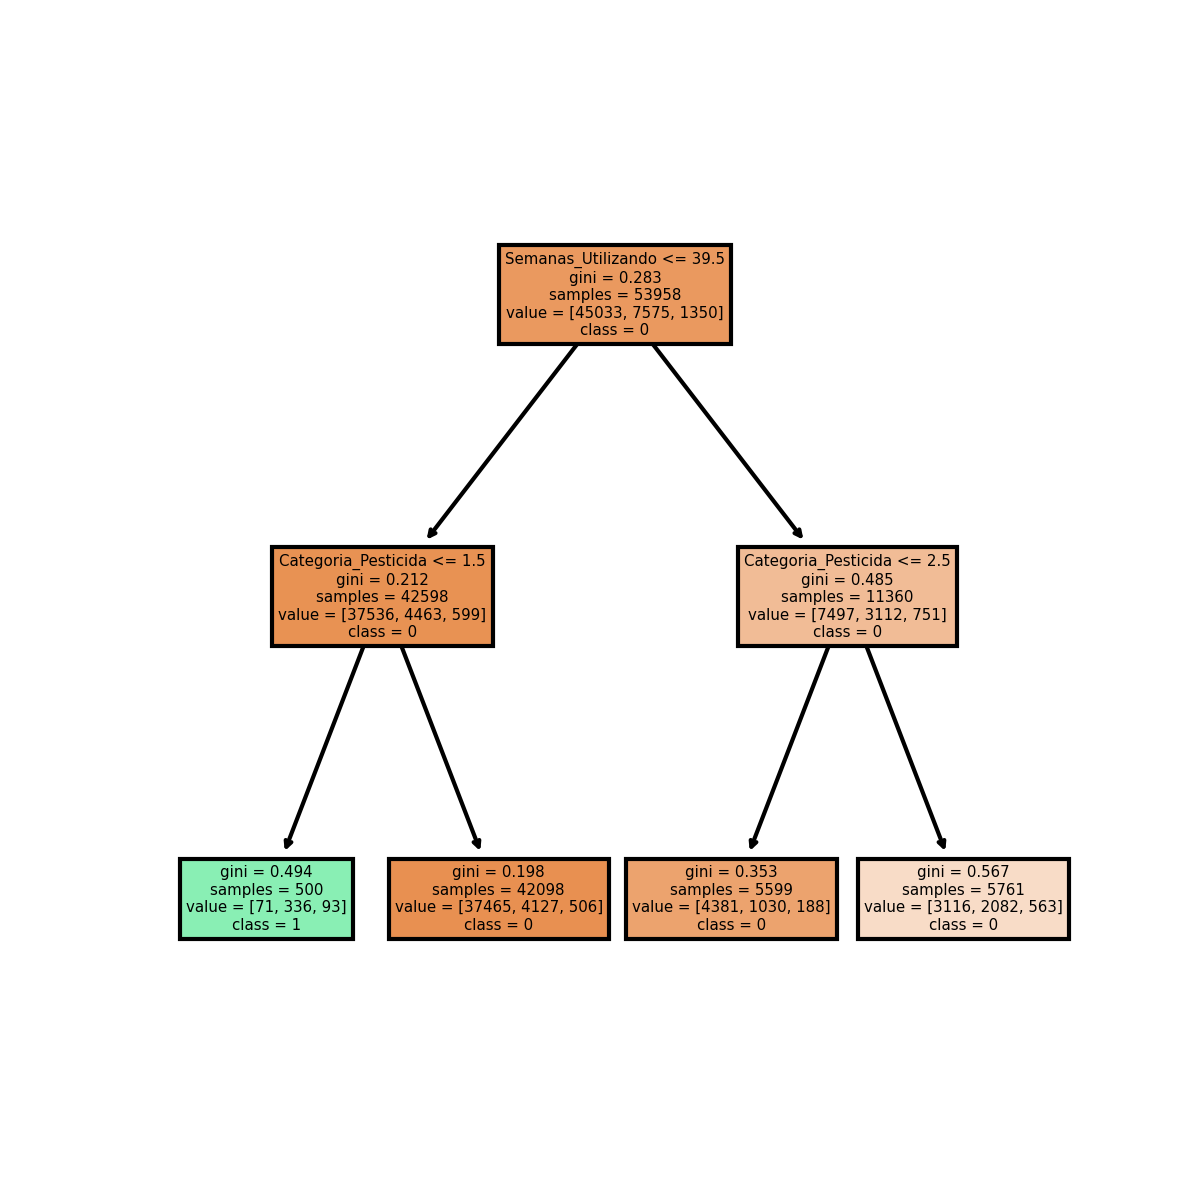 Semanas_Utilizando <= 39.5
gini = 0.283
samples = 53958
value = [45033, 7575, 1350]
class = 0
Categoria_Pesticida <= 1.5
gini = 0.212
samples = 42598
value = [37536, 4463, 599]
class = 0
Categoria_Pesticida <= 2.5
gini = 0.485
samples = 11360
value = [7497, 3112, 751]
class = 0
gini = 0.494
samples = 500
value = [71, 336, 93]
class = 1
gini = 0.198
samples = 42098
value = [37465, 4127, 506]
class = 0
gini = 0.353
samples = 5599
value = [4381, 1030, 188]
class = 0
gini = 0.567
samples = 5761
value = [3116, 2082, 563]
class = 0